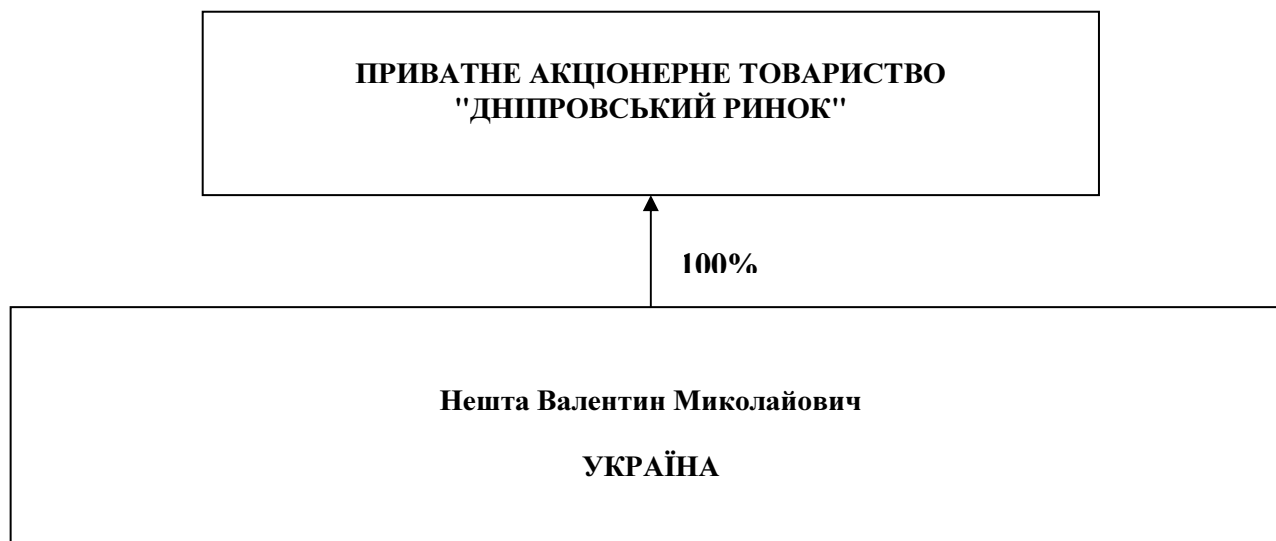 ПРИВАТНЕ АКЦІОНЕРНЕ ТОВАРИСТВО
"ДНІПРОВСЬКИЙ РИНОК"
100%
Нешта Валентин Миколайович
УКРАЇНА